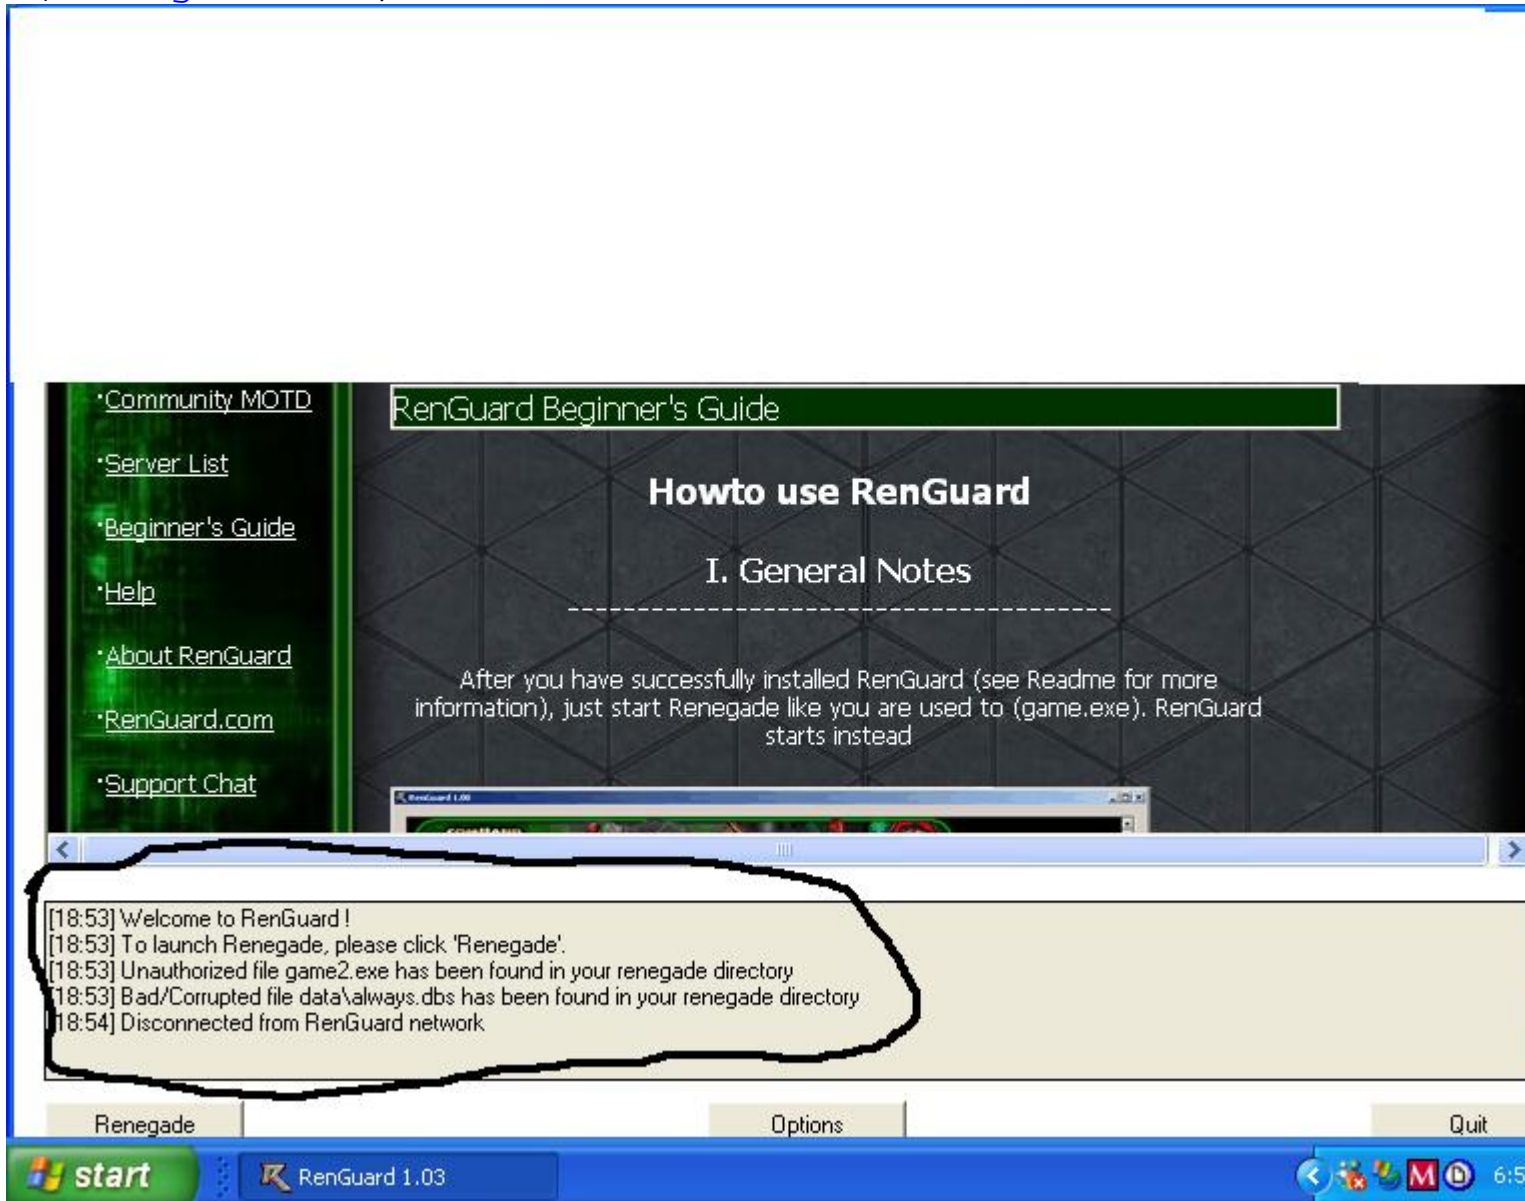 ·Community MOTD
RenGuard Beginner's Guide
·Server List
Howto use RenGuard
·Beginner's Guide
I. General Notes
·Help
·About RenGuard
After you have successfully installed RenGuard (see Readme for more
information), just start Renegade like you are used to (game.exe). RenGuard
starts instead
·RenGuard.com
·Support Chat
RenGuard 1.00
[18:53] Welcome to RenGuard !
[18:53] To launch Renegade, please click 'Renegade'.
[18:53] Unauthorized file game2.exe has been found in your renegade directory
[18:53] Bad/Corrupted file data\always.dbs has been found in your renegade directory
[18:54] Disconnected from RenGuard network
Renegade
Options
Quit
start
RenGuard 1.03
M